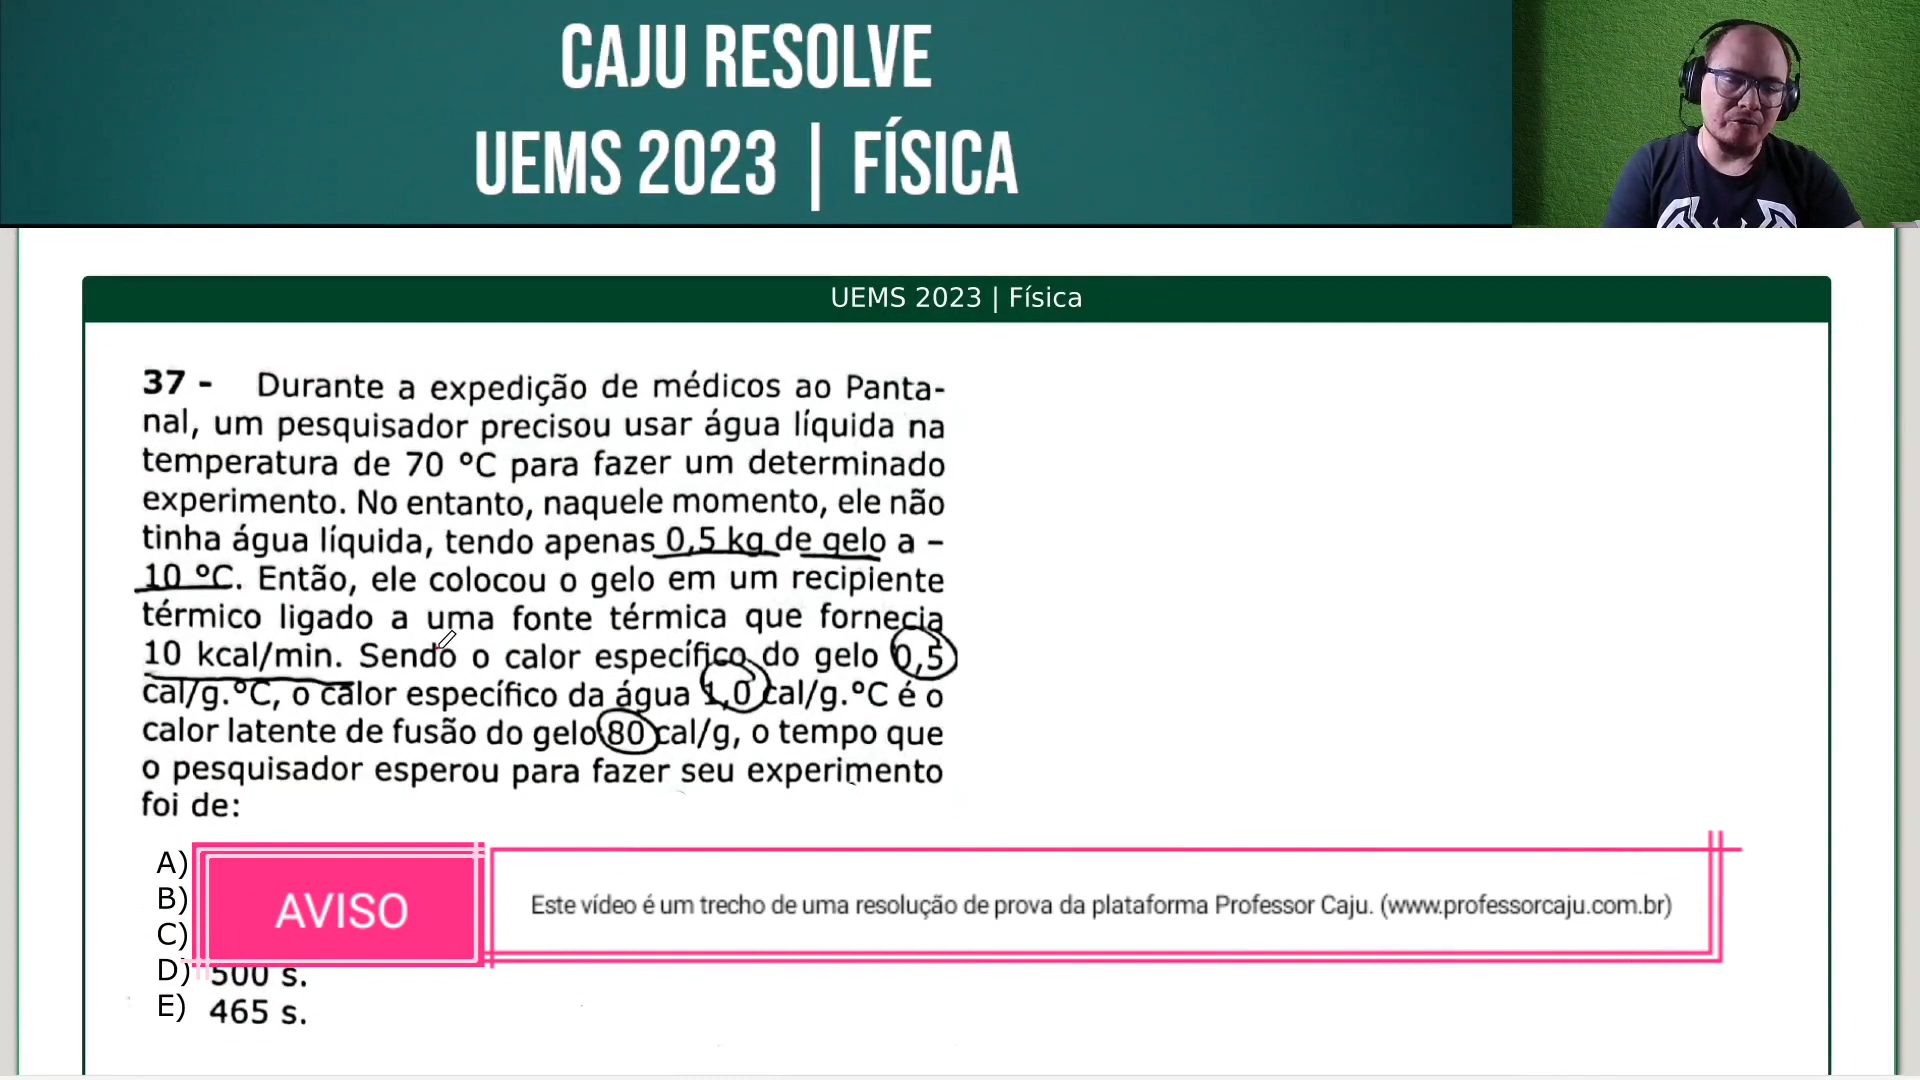 CAJU RESOLVE
UEMS 2023 | FÍSICA
UEMS 2023 | Física
37 - Durante a expedição de médicos ao Panta-
nal, um pesquisador precisou usar água líquida na
temperatura de 70 °C para fazer um determinado
experimento. No entanto, naquele momento, ele não
tinha água líquida, tendo apenas 0,5 kg de gelo a –
10 °C. Então, ele colocou o gelo em um recipiente
térmico ligado a uma fonte térmica que fornecia
10 kcal/min. Sendo o calor específico do gelo 0,5
cal/g.°C, o calor específico da água 1,0 cal/g.°C é o
calor latente de fusão do gelo 80 cal/g, o tempo que
o pesquisador esperou para fazer seu experimento
foi de:
A)
B)
C)
AVISO
Este vídeo é um trecho de uma resolução de prova da plataforma Professor Caju. (www.professorcaju.com.br)
D) 500 s.
E) 465 s.